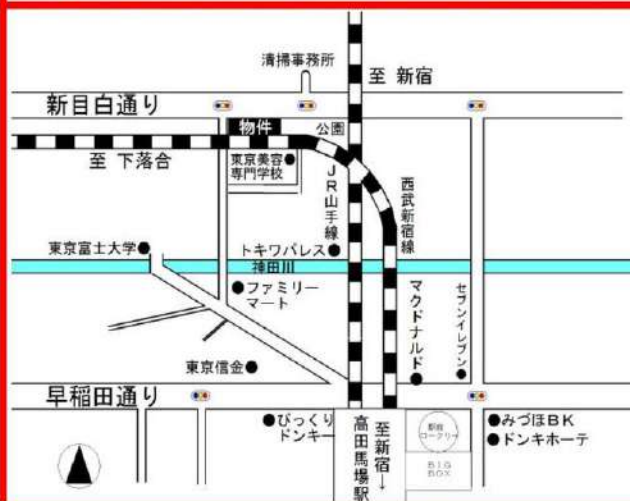 清掃事務所
至 新宿
新目白通り
物件
公園
至 下落合
東京美容
専門学校
JR山手線
西武新宿線
東京富士大学
トキワパレス
神田川
ファミリー
マート
マクドナルド
セブンイレブン
東京信金
早稲田通り
びっくり
ドンキー
高田馬場駅
至新宿→
駅前
ロータリー
BIG
BOX
みづほBK
ドンキホーテ